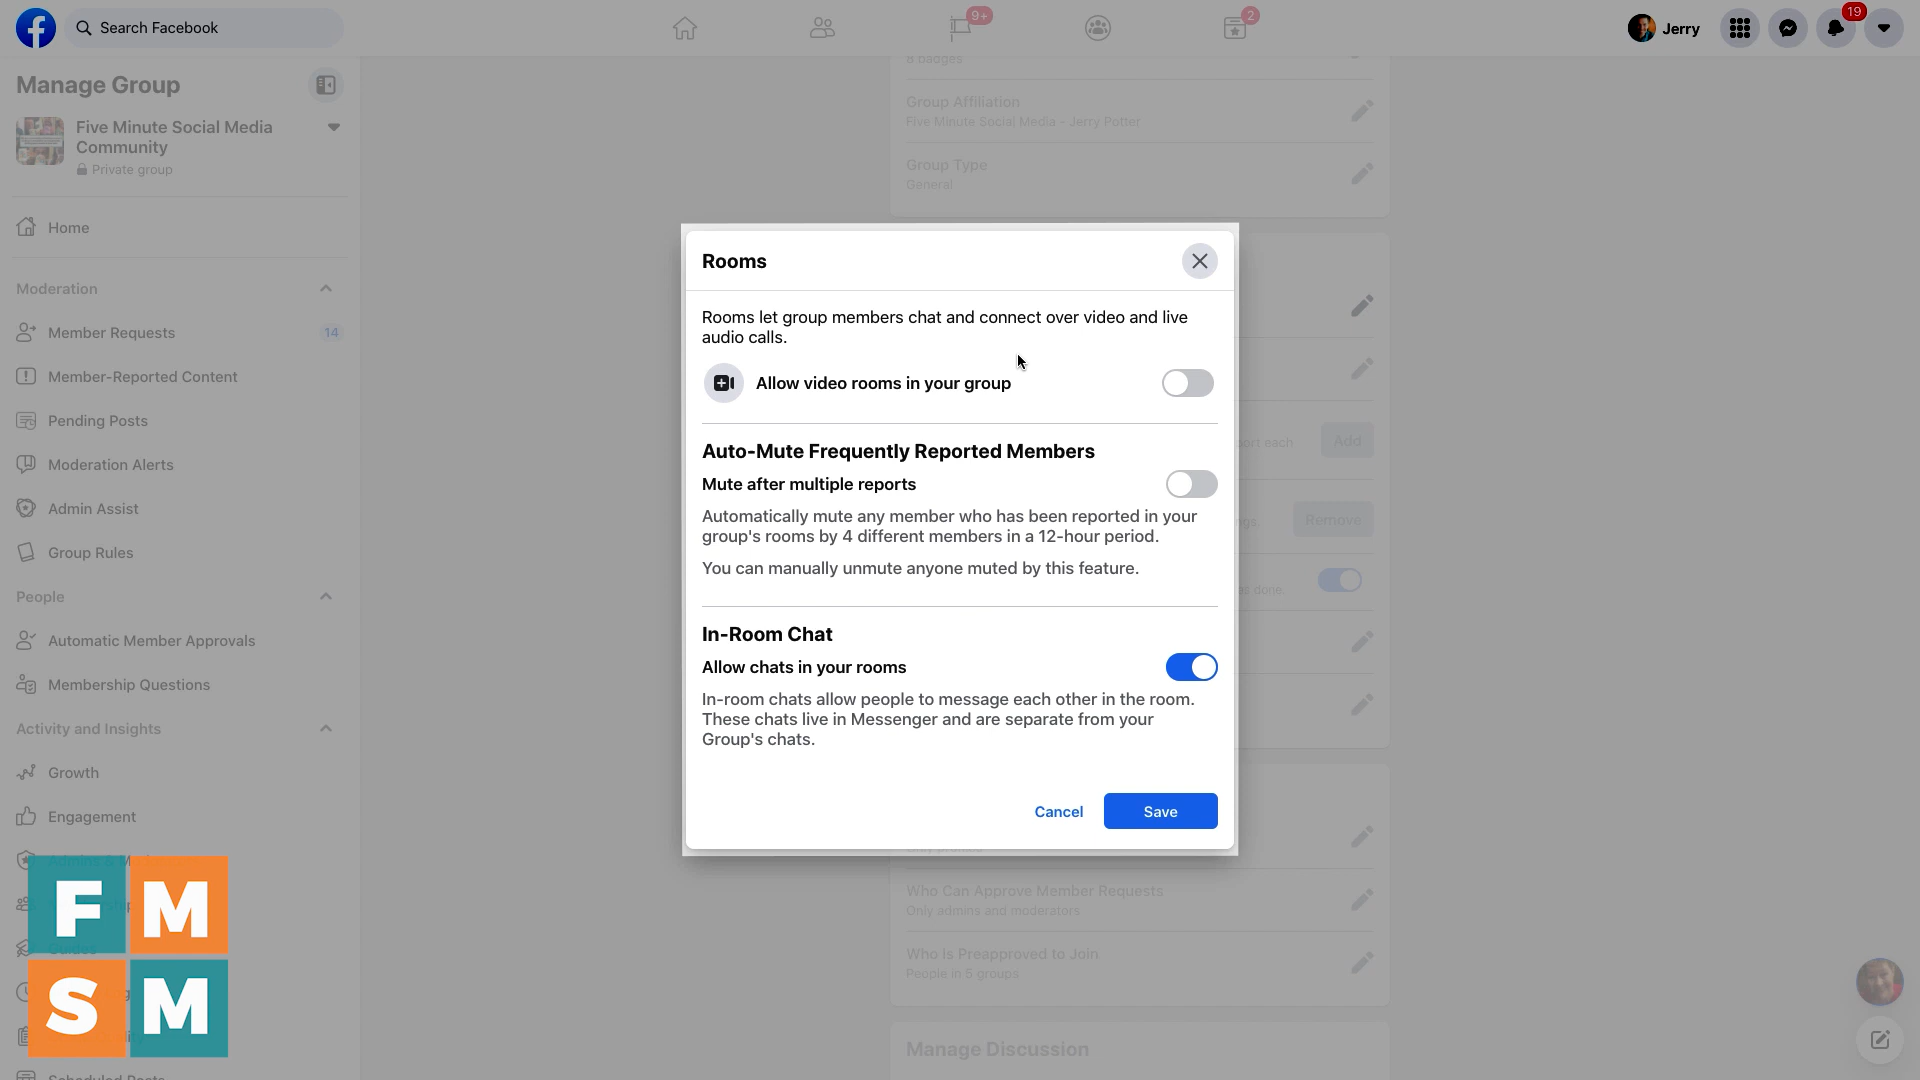 Search Facebook
9+
2
Jerry
19
Manage Group
Five Minute Social Media
Community
Private group
Home
Moderation
Member Requests
14
Member-Reported Content
Pending Posts
Moderation Alerts
Admin Assist
Group Rules
People
Automatic Member Approvals
Membership Questions
Activity and Insights
Growth
Engagement
Guides
Scheduled Posts
F M
S M
8 badges
Group Affiliation
Five Minute Social Media - Jerry Potter
Group Type
General
Rooms
Rooms let group members chat and connect over video and live
audio calls.
Allow video rooms in your group
Auto-Mute Frequently Reported Members
Mute after multiple reports
Automatically mute any member who has been reported in your
group's rooms by 4 different members in a 12-hour period.
You can manually unmute anyone muted by this feature.
In-Room Chat
Allow chats in your rooms
In-room chats allow people to message each other in the room.
These chats live in Messenger and are separate from your
Group's chats.
Cancel
Save
each
Add
Remove
done.
Who Can Approve Member Requests
Only admins and moderators
Who Is Preapproved to Join
People in 5 groups
Manage Discussion